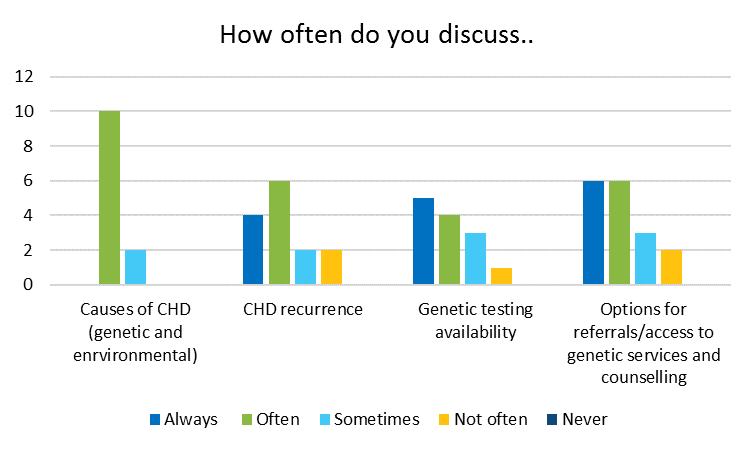 How often do you discuss..
12
10
8
6
4
2
0
Causes of CHD
(genetic and
enrvironmental)
CHD recurrence
Genetic testing
availability
Options for
referrals/access to
genetic services and
counselling
Always Often Sometimes Not often Never